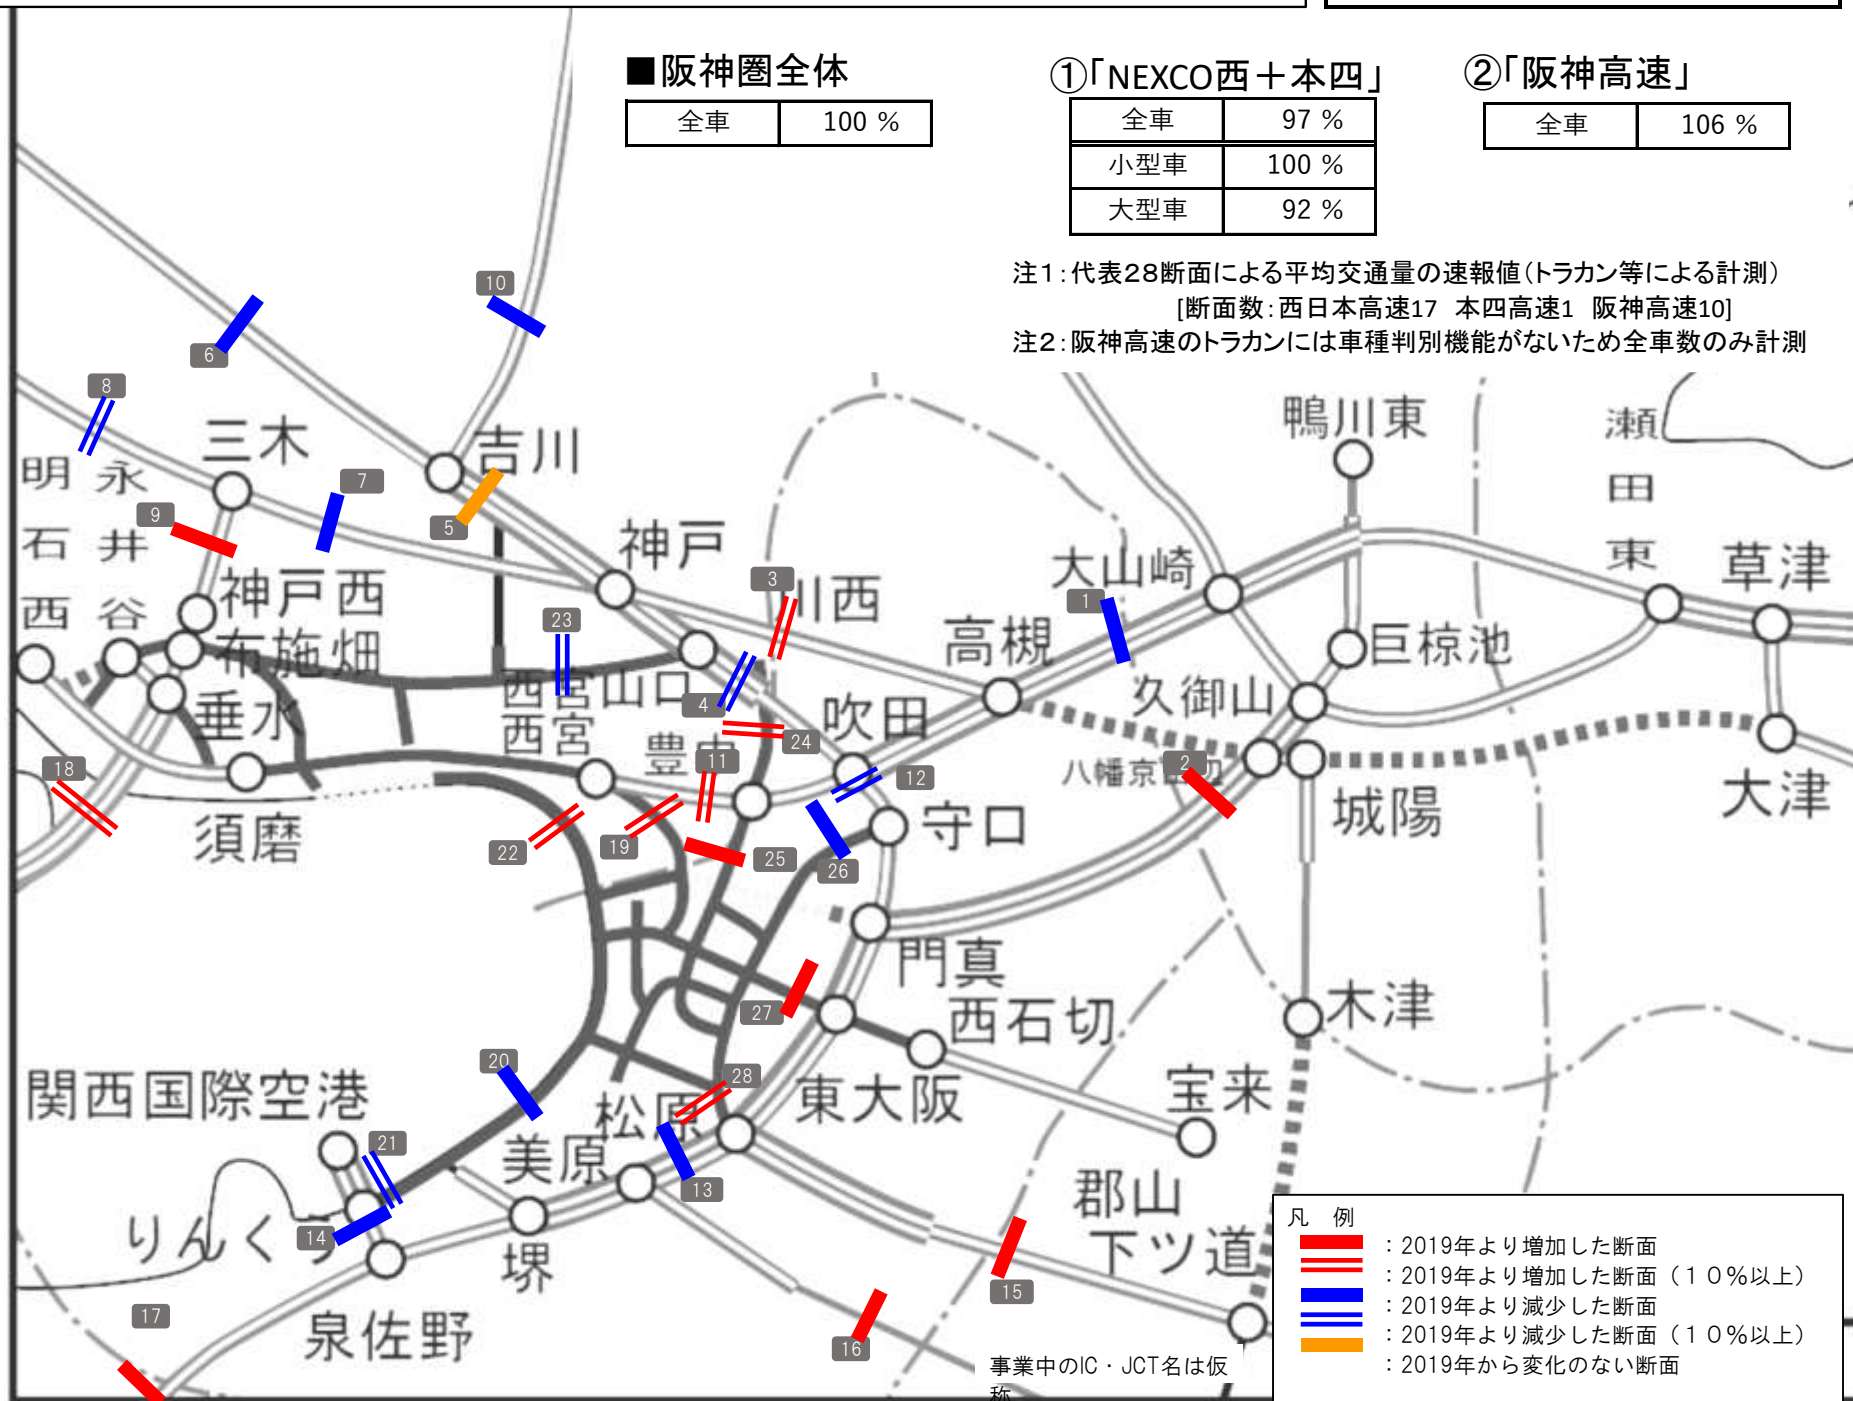 ■阪神圏全体
全車 100 %
①「NEXCO西＋本四」
全車 97 %
小型車 100 %
大型車 92 %
②「阪神高速」
全車 106 %
注１：代表２８断面による平均交通量の速報値（トラカン等による計測）
[断面数：西日本高速17 本四高速1 阪神高速10]
注２：阪神高速のトラカンには車種判別機能がないため全車数のみ計測
10
6
8
三木
吉川
鴨川東
瀬田東
明石西
永井谷
7
9
5
神戸
大山崎
草津
神戸西
3
川西
1
23
布施畑
高槻
巨椋池
西宮山口
4
久御山
垂水
西宮
吹田
豊中
24
11
12
八幡京田辺
2
18
大津
城陽
須磨
守口
22
19
25
26
門真
27
西石切
木津
20
28
関西国際空港
松原
東大阪
宝来
21
美原
13
郡山下ツ道
りんくう
14
堺
15
17
泉佐野
16
事業中のIC・JCT名は仮
称
凡 例
：2019年より増加した断面
：2019年より増加した断面（１０％以上）
：2019年より減少した断面
：2019年より減少した断面（１０％以上）
：2019年から変化のない断面